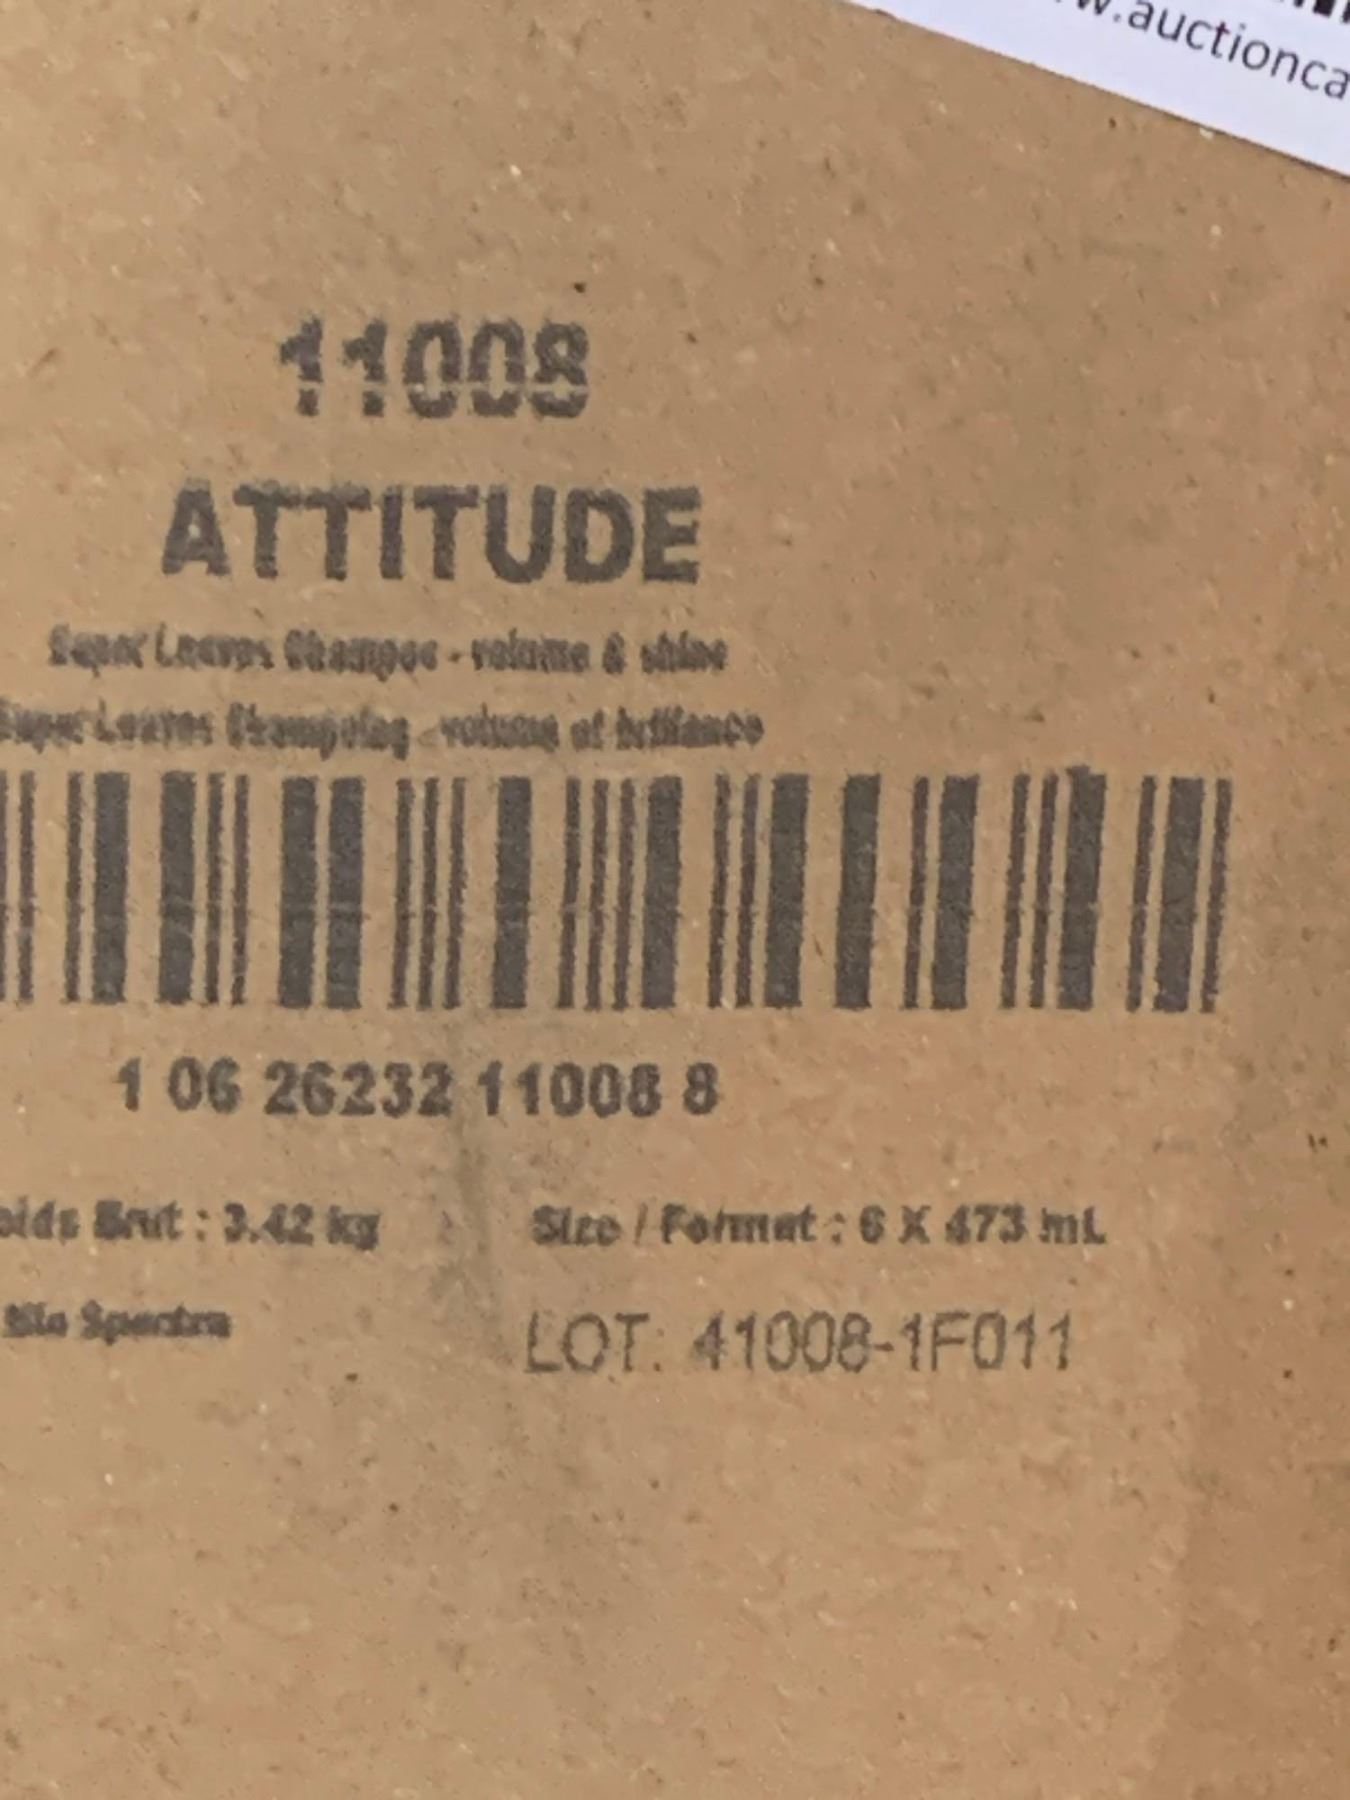 w.auctionca
11008
ATTITUDE
Super Leaves Shampoo - volume & shine
Super Leaves Shampoing - volume et brilliance
1 06 26232 11008 8
oids Brut : 3.42 kg
Size / Format : 6 X 473 mL
Bio Spectra
LOT: 41008-1F011